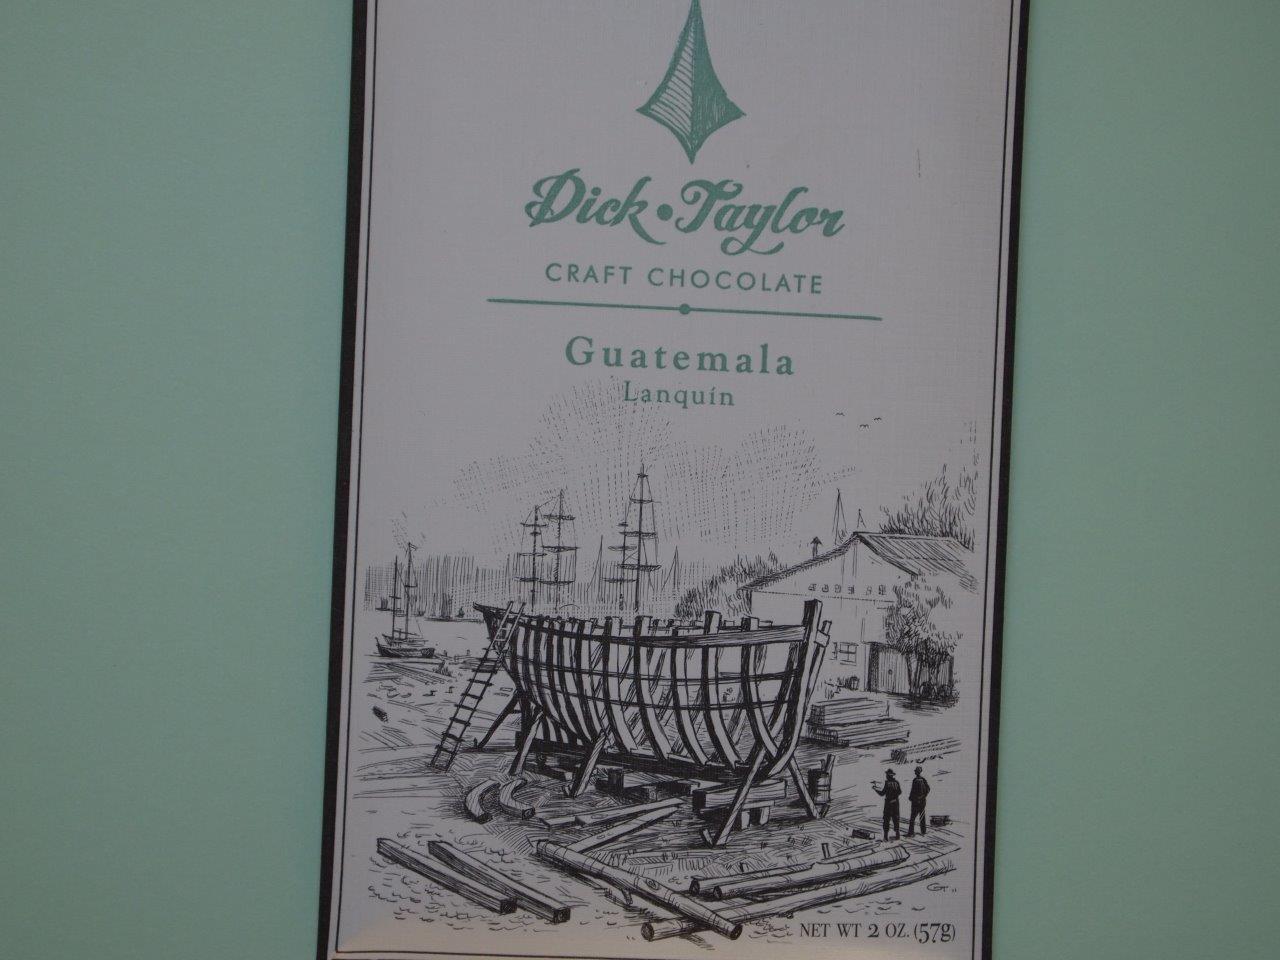 Dick • Taylor
CRAFT CHOCOLATE
Guatemala
Lanquín
NET WT 2 OZ. (57g)